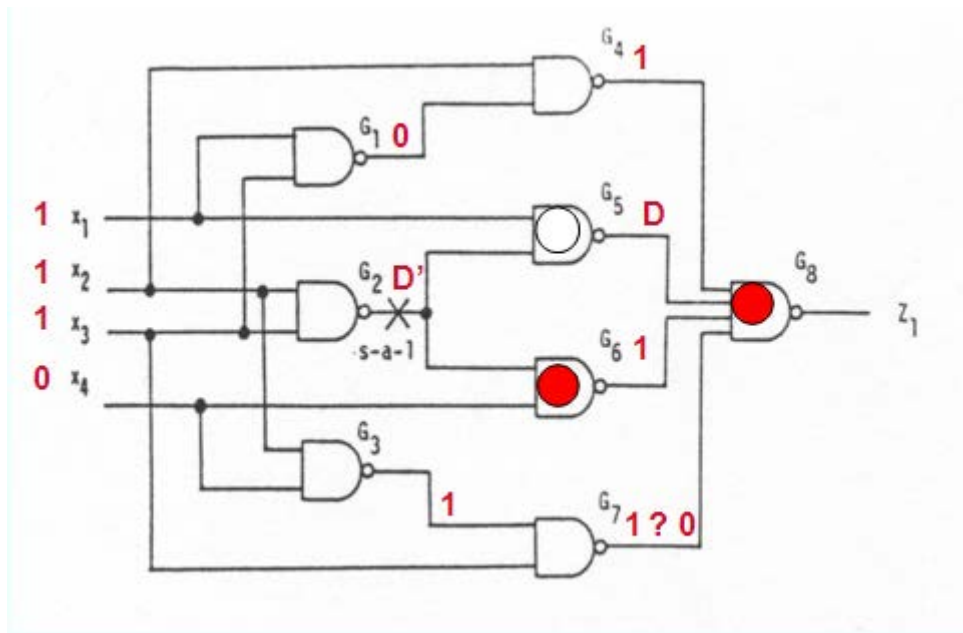 G4 1
G1 0
1 x1
G5 D
1 x2
G2 D’
G8
1 x3
s-a-1
Z1
0 x4
G6 1
G3
1
G7 1 ? 0